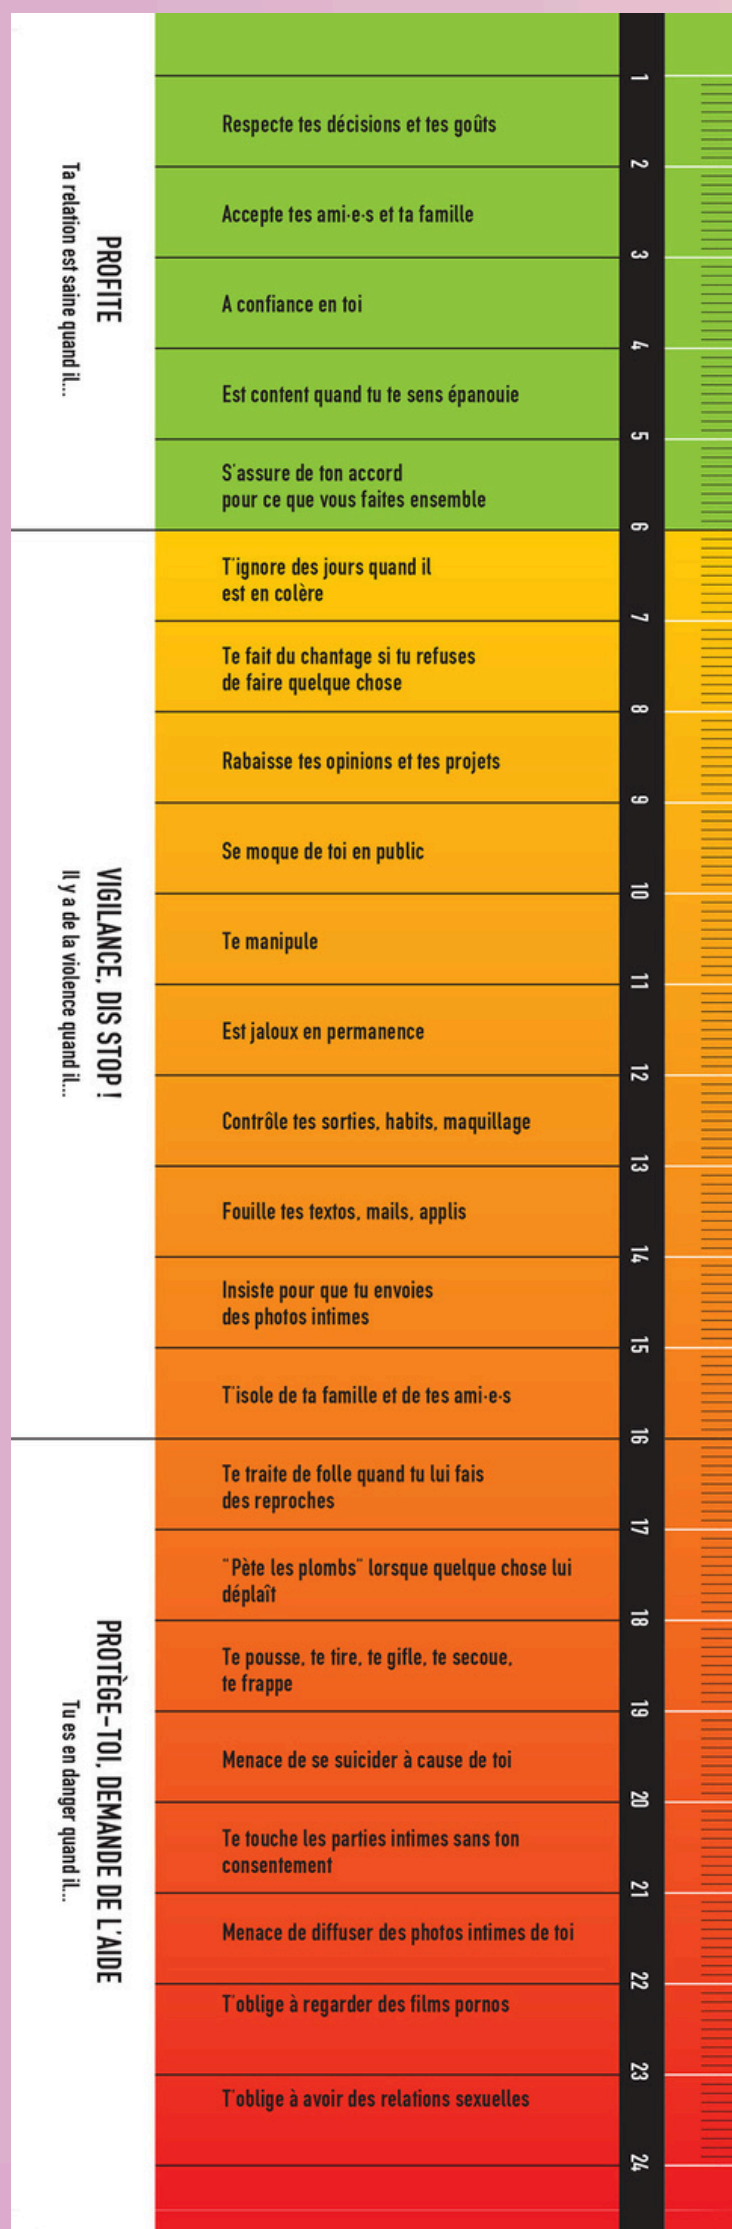 PROFITE
Ta relation est saine quand il...
1
Respecte tes décisions et tes goûts
2
Accepte tes ami·e·s et ta famille
3
A confiance en toi
4
Est content quand tu te sens épanouie
5
S'assure de ton accord
pour ce que vous faites ensemble
6
VIGILANCE, DIS STOP !
Il y a de la violence quand il...
T'ignore des jours quand il
est en colère
7
Te fait du chantage si tu refuses
de faire quelque chose
8
Rabaisse tes opinions et tes projets
9
Se moque de toi en public
10
Te manipule
11
Est jaloux en permanence
12
Contrôle tes sorties, habits, maquillage
13
Fouille tes textos, mails, applis
14
Insiste pour que tu envoies
des photos intimes
15
T'isole de ta famille et de tes ami·e·s
16
PROTÈGE-TOI, DEMANDE DE L'AIDE
Tu es en danger quand il...
Te traite de folle quand tu lui fais
des reproches
17
"Pète les plombs" lorsque quelque chose lui
déplaît
18
Te pousse, te tire, te gifle, te secoue,
te frappe
19
Menace de se suicider à cause de toi
20
Te touche les parties intimes sans ton
consentement
21
Menace de diffuser des photos intimes de toi
22
T'oblige à regarder des films pornos
23
T'oblige à avoir des relations sexuelles
24